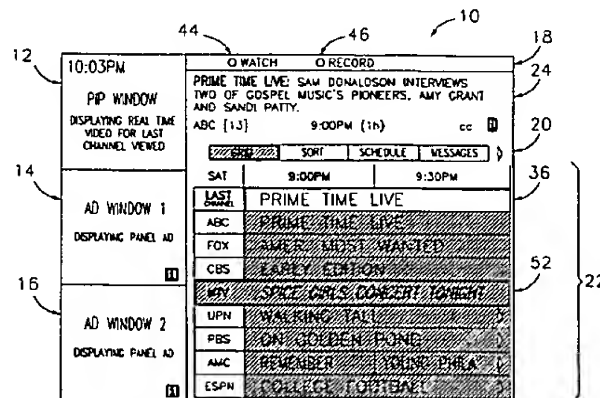 44
46
10
12
18
24
20
14
36
52
22
16
O WATCH O RECORD
10:03PM
PIP WINDOW
DISPLAYING REAL TIME
VIDEO FOR LAST
CHANNEL VIEWED
AD WINDOW 1
DISPLAYING PANEL AD
i
AD WINDOW 2
DISPLAYING PANEL AD
i
PRIME TIME LIVE: SAM DONALDSON INTERVIEWS
TWO OF GOSPEL MUSIC'S PIONEERS, AMY GRANT
AND SANDI PATTY.
ABC [13] 9:00PM (1h) cc
GRID SORT SCHEDULE MESSAGES
SAT 9:00PM 9:30PM
LAST CHANNEL PRIME TIME LIVE
ABC PRIME TIME LIVE
FOX AMER. MOST WANTED
CBS EARLY EDITION
MTV SPICE GIRLS CONCERT TONIGHT
UPN WALKING TALL
PBS ON GOLDEN POND
AMC REMEMBER YOUNG PHILA
ESPN COLLEGE FOOTBALL